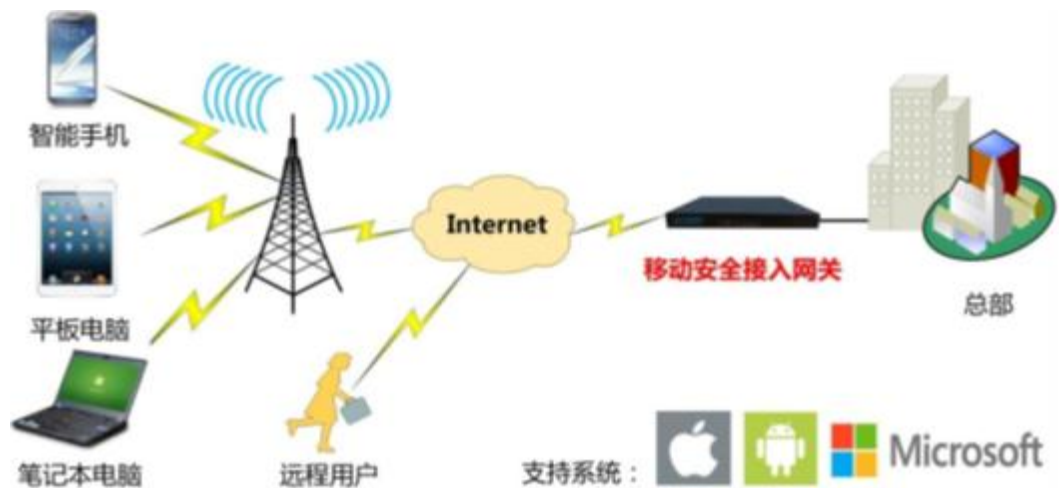 智能手机
平板电脑
笔记本电脑
远程用户
Internet
移动安全接入网关
总部
支持系统：
Microsoft